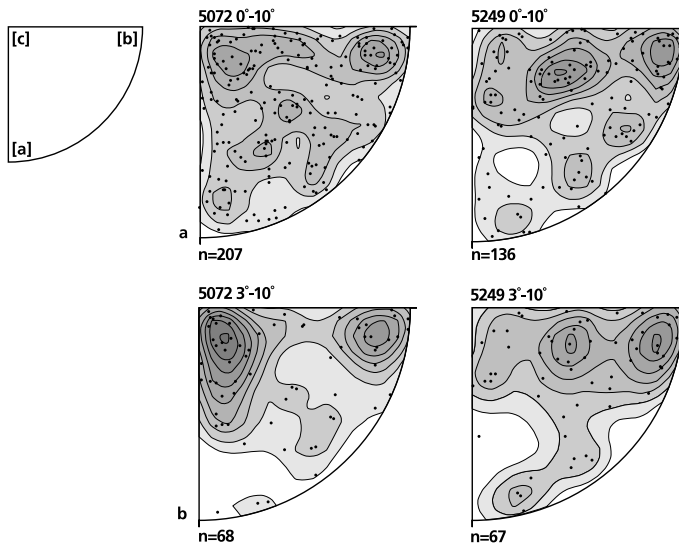 [c] [b]
[a]
5072 0°-10°
5249 0°-10°
a
n=207
n=136
5072 3°-10°
5249 3°-10°
b
n=68
n=67